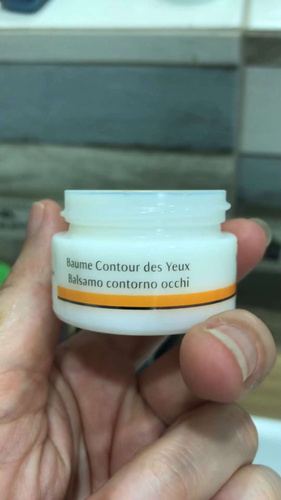 Baume Contour des Yeux
Balsamo contorno occhi